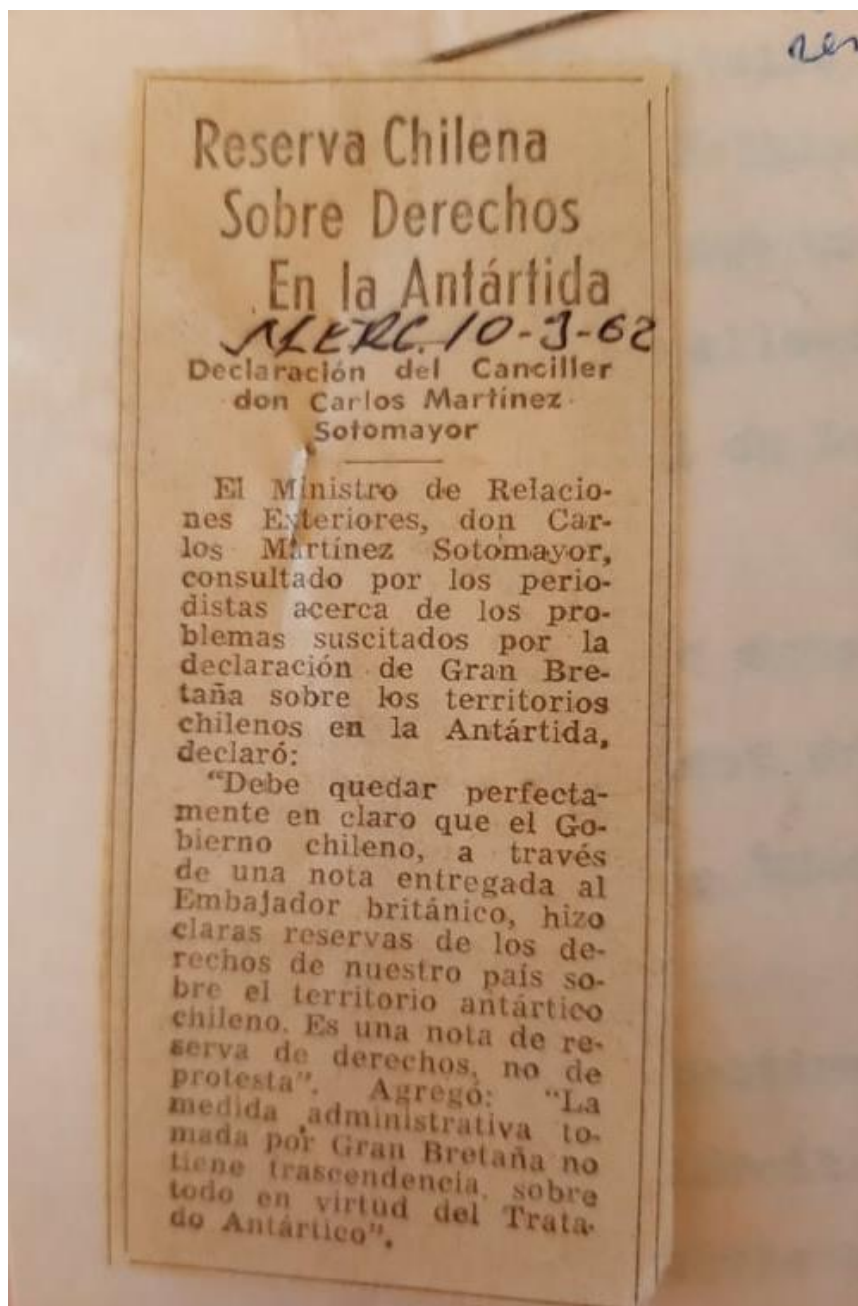 Reserva Chilena
Sobre Derechos
En la Antártida
MERC. 10-3-62
Declaración del Canciller
don Carlos Martínez
Sotomayor
El Ministro de Relacio-
nes Exteriores, don Car-
los Martínez Sotomayor,
consultado por los perio-
distas acerca de los pro-
blemas suscitados por la
declaración de Gran Bre-
taña sobre los territorios
chilenos en la Antártida,
declaró:
"Debe quedar perfecta-
mente en claro que el Go-
bierno chileno, a través
de una nota entregada al
Embajador británico, hizo
claras reservas de los de-
rechos de nuestro país so-
bre el territorio antártico
chileno. Es una nota de re-
serva de derechos, no de
protesta". Agregó: "La
medida administrativa to-
mada por Gran Bretaña no
tiene trascendencia, sobre
todo en virtud del Trata-
do Antártico".